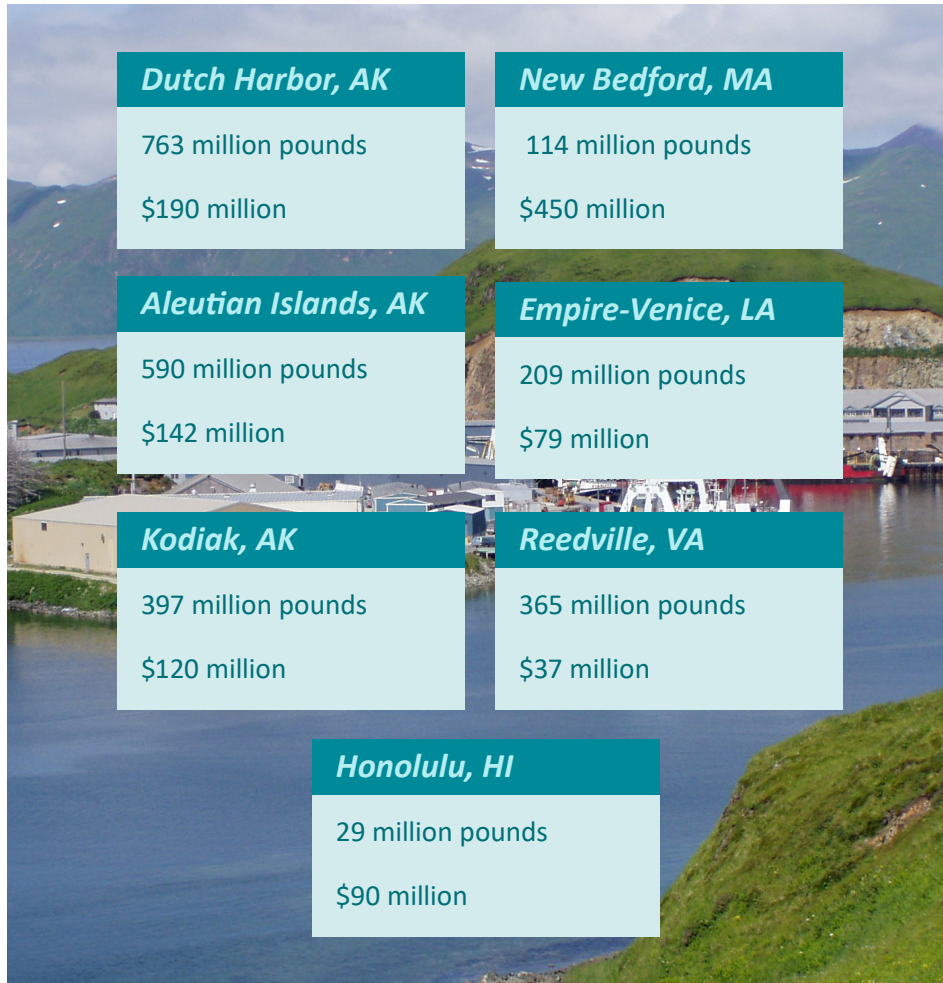 Dutch Harbor, AK
763 million pounds
$190 million
New Bedford, MA
114 million pounds
$450 million
Aleutian Islands, AK
590 million pounds
$142 million
Empire-Venice, LA
209 million pounds
$79 million
Kodiak, AK
397 million pounds
$120 million
Reedville, VA
365 million pounds
$37 million
Honolulu, HI
29 million pounds
$90 million